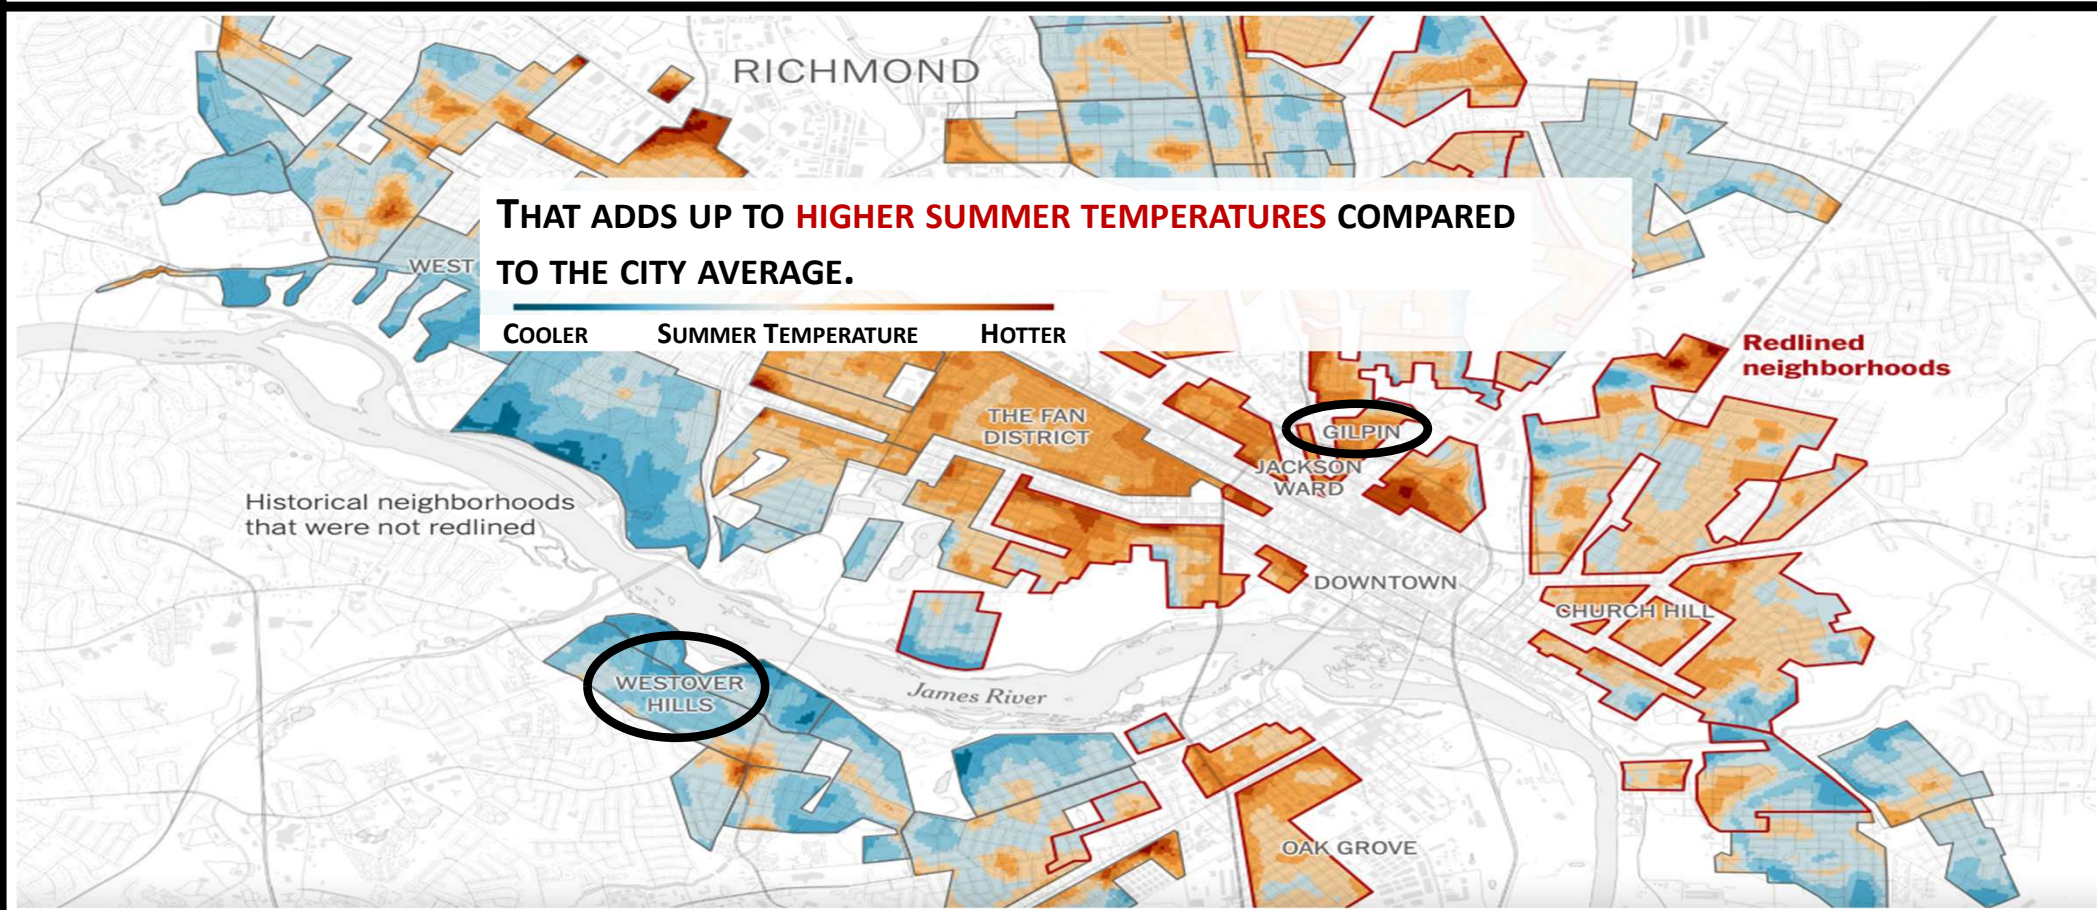 RICHMOND
THAT ADDS UP TO HIGHER SUMMER TEMPERATURES COMPARED
TO THE CITY AVERAGE.
WEST
COOLER SUMMER TEMPERATURE HOTTER
Redlined
neighborhoods
THE FAN
DISTRICT
GILPIN
JACKSON
WARD
Historical neighborhoods
that were not redlined
DOWNTOWN
CHURCH HILL
WESTOVER
HILLS
James River
OAK GROVE